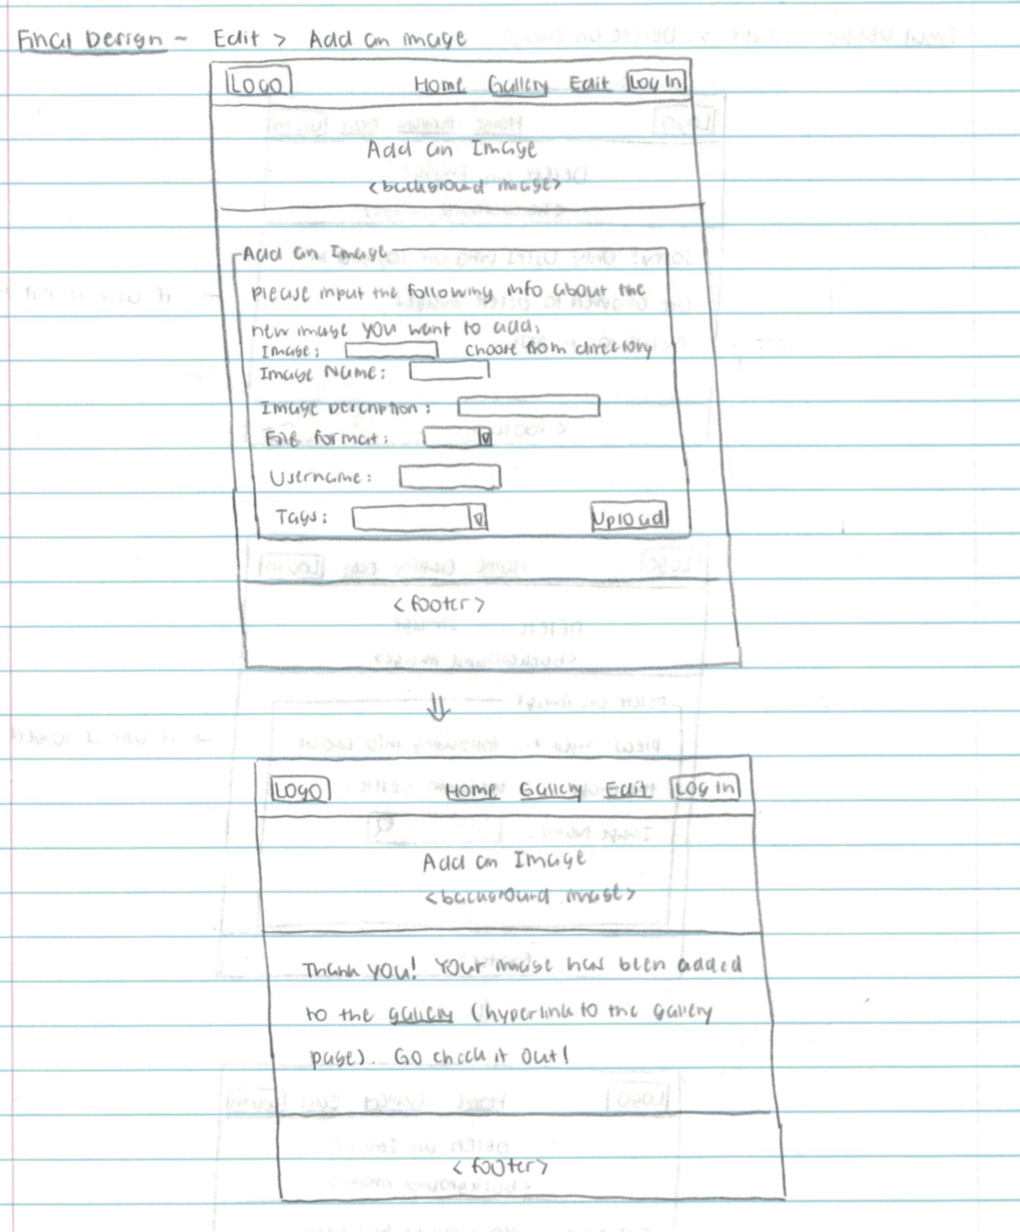 Final Design - Edit > Add an image
Logo Home Gallery Edit Log In
Add an Image
<background image>
Add an Image
Please input the following info about the
new image you want to add:
Image: choose from directory
Image Name:
Image Description:
File format:
Username:
Tags: Upload
<footer>
Logo Home Gallery Edit Log In
Add an Image
<background image>
Thank you! Your image has been added
to the gallery (hyperlink to the gallery
page). Go check it out!
<footer>